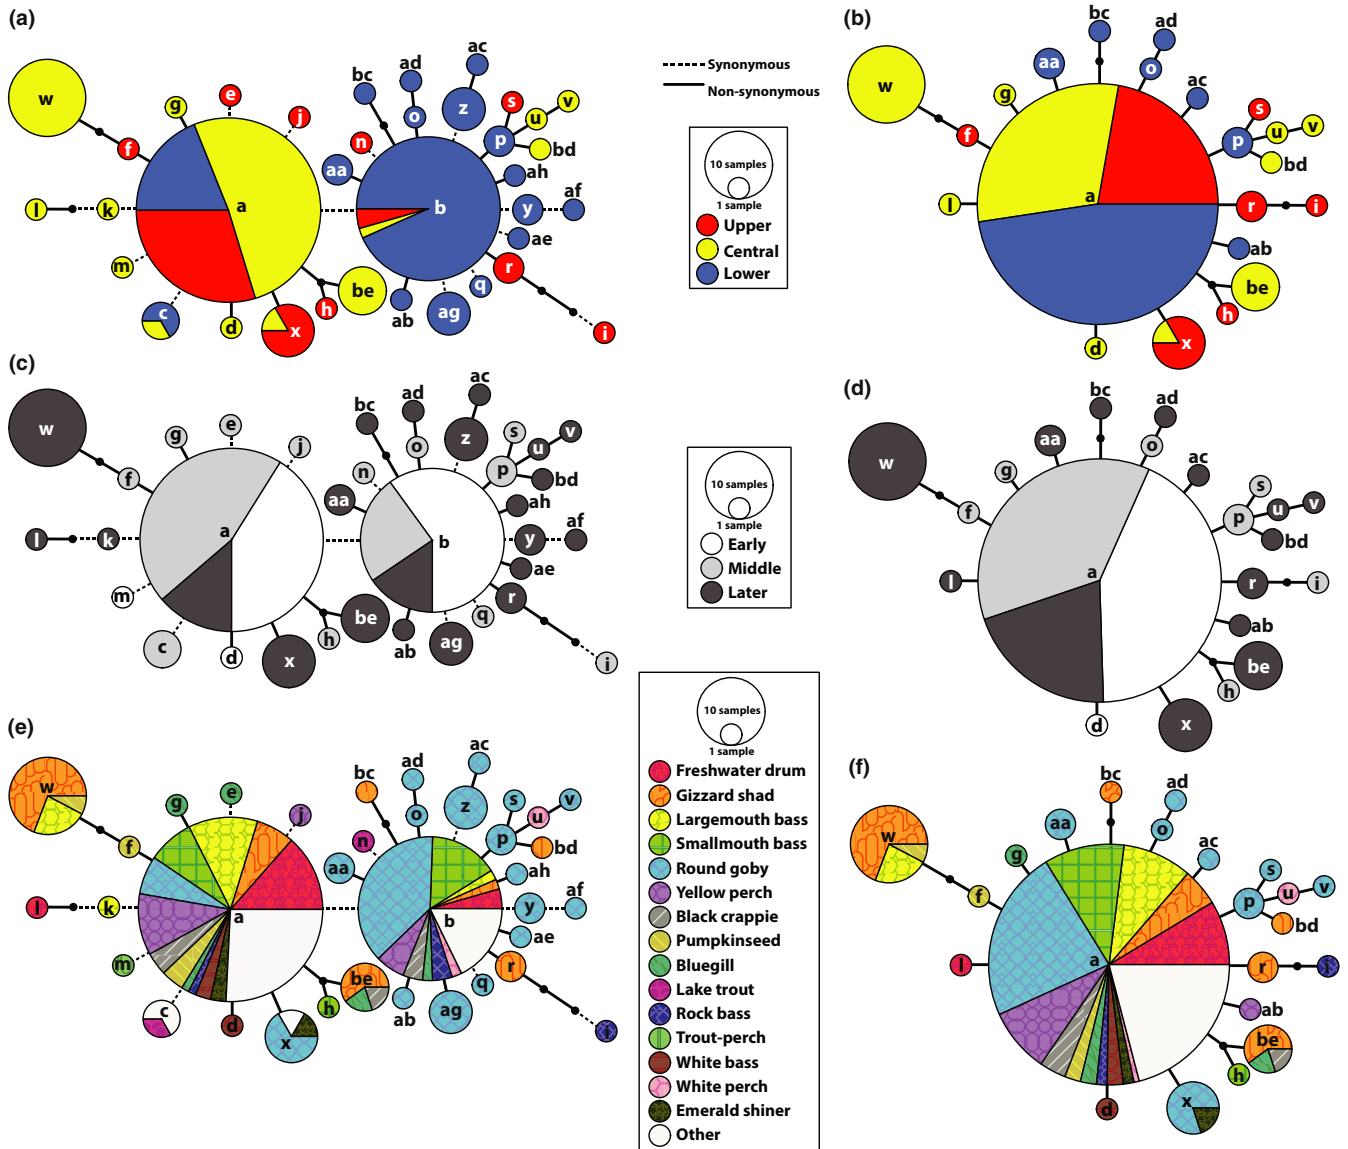 (a)
w
g
e
j
f
a
l
k
m
c
d
x
h
be
bc
ad
ac
o
z
n
aa
b
s
u
v
p
bd
ah
y
af
ae
r
q
ag
ab
i
Synonymous
Non-synonymous
10 samples
1 sample
Upper
Central
Lower
(b)
bc
ad
aa
o
ac
w
g
f
s
p
u
v
bd
l
a
r
i
ab
be
h
d
x
(c)
w
g
e
j
f
a
l
k
m
c
d
x
h
be
bc
ad
ac
o
z
n
aa
b
s
u
v
p
bd
ah
y
af
ae
r
q
ag
ab
i
10 samples
1 sample
Early
Middle
Later
(d)
bc
ad
aa
o
ac
w
g
f
s
p
u
v
bd
l
a
r
i
ab
be
h
d
x
(e)
w
g
e
j
f
a
l
k
m
c
d
x
h
be
bc
ad
ac
o
z
n
aa
b
s
u
v
p
bd
ah
y
af
ae
r
q
ag
ab
i
10 samples
1 sample
Freshwater drum
Gizzard shad
Largemouth bass
Smallmouth bass
Round goby
Yellow perch
Black crappie
Pumpkinseed
Bluegill
Lake trout
Rock bass
Trout-perch
White bass
White perch
Emerald shiner
Other
(f)
bc
ad
aa
o
ac
w
g
f
s
p
u
v
bd
l
a
r
i
ab
be
h
d
x